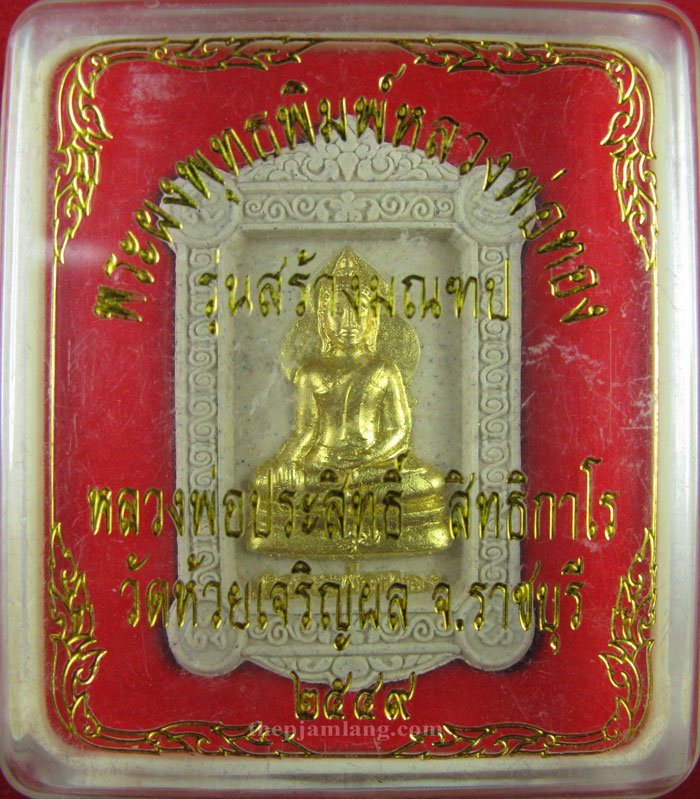 พระผงพุทธพิมพ์หลวงพ่อทอง
รุ่นสร้างมณฑป
หลวงพ่อประสิทธิ์ สิทธิกาโร
วัดห้วยเจริญผล จ.ราชบุรี
๒๕๔๙
thepjamlang.com